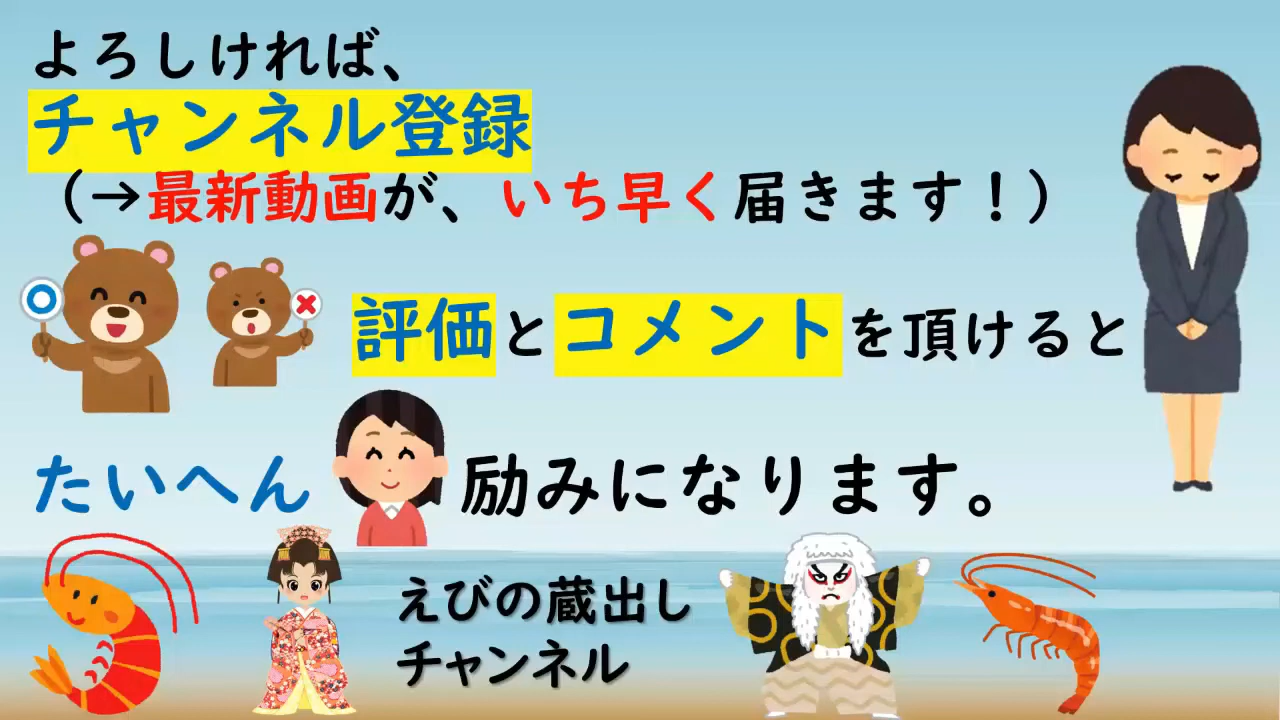 よろしければ、
チャンネル登録
（→最新動画が、いち早く届きます！）
評価とコメントを頂けると
たいへん 励みになります。
えびの蔵出し
チャンネル